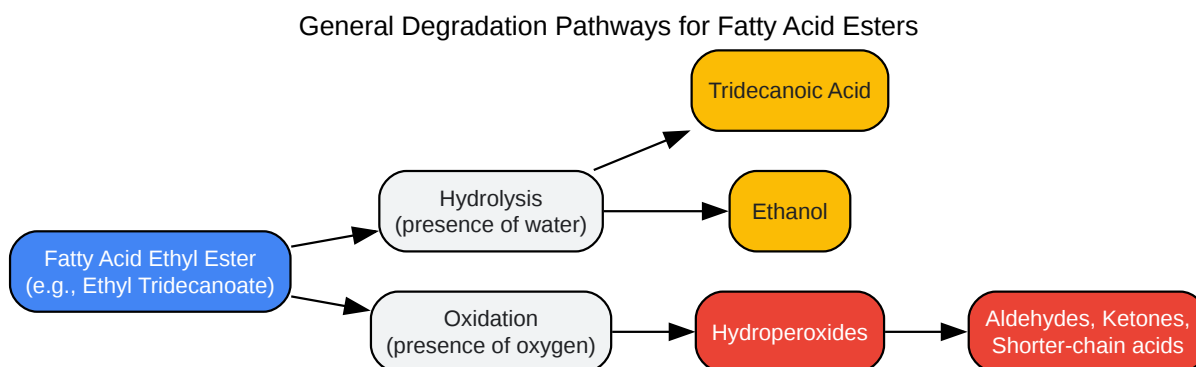 General Degradation Pathways for Fatty Acid Esters
Tridecanoic Acid
Hydrolysis
(presence of water)
Ethanol
Fatty Acid Ethyl Ester
(e.g., Ethyl Tridecanoate)
Oxidation
(presence of oxygen)
Hydroperoxides
Aldehydes, Ketones,
Shorter-chain acids